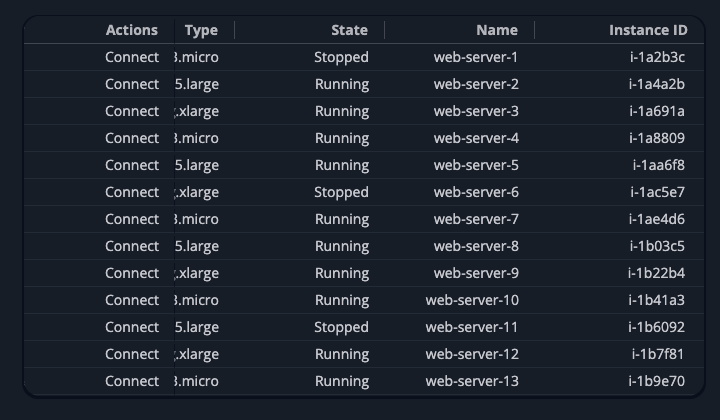 Actions Type State Name Instance ID
Connect .micro Stopped web-server-1 i-1a2b3c
Connect 5.large Running web-server-2 i-1a4a2b
Connect .xlarge Running web-server-3 i-1a691a
Connect .micro Running web-server-4 i-1a8809
Connect 5.large Running web-server-5 i-1aa6f8
Connect .xlarge Stopped web-server-6 i-1ac5e7
Connect .micro Running web-server-7 i-1ae4d6
Connect 5.large Running web-server-8 i-1b03c5
Connect .xlarge Running web-server-9 i-1b22b4
Connect .micro Running web-server-10 i-1b41a3
Connect 5.large Stopped web-server-11 i-1b6092
Connect .xlarge Running web-server-12 i-1b7f81
Connect .micro Running web-server-13 i-1b9e70